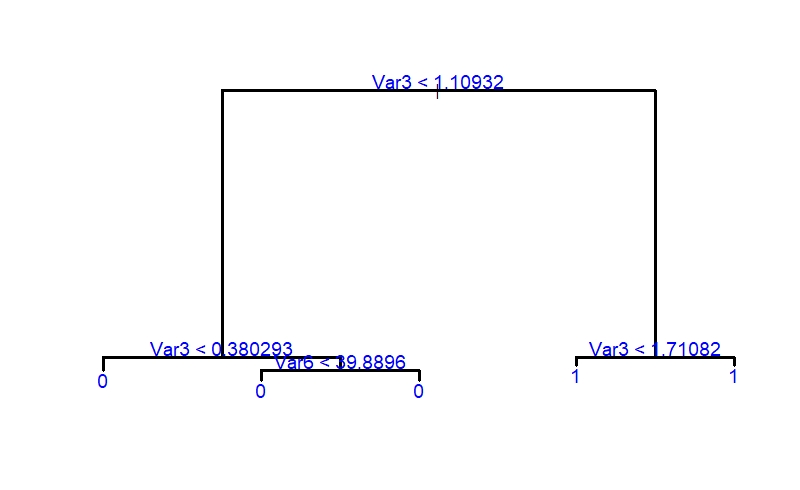 Var3 < 1.10932
Var3 < 0.380293
Var3 < 1.71082
Var6 < 39.8896
0
0
0
1
1